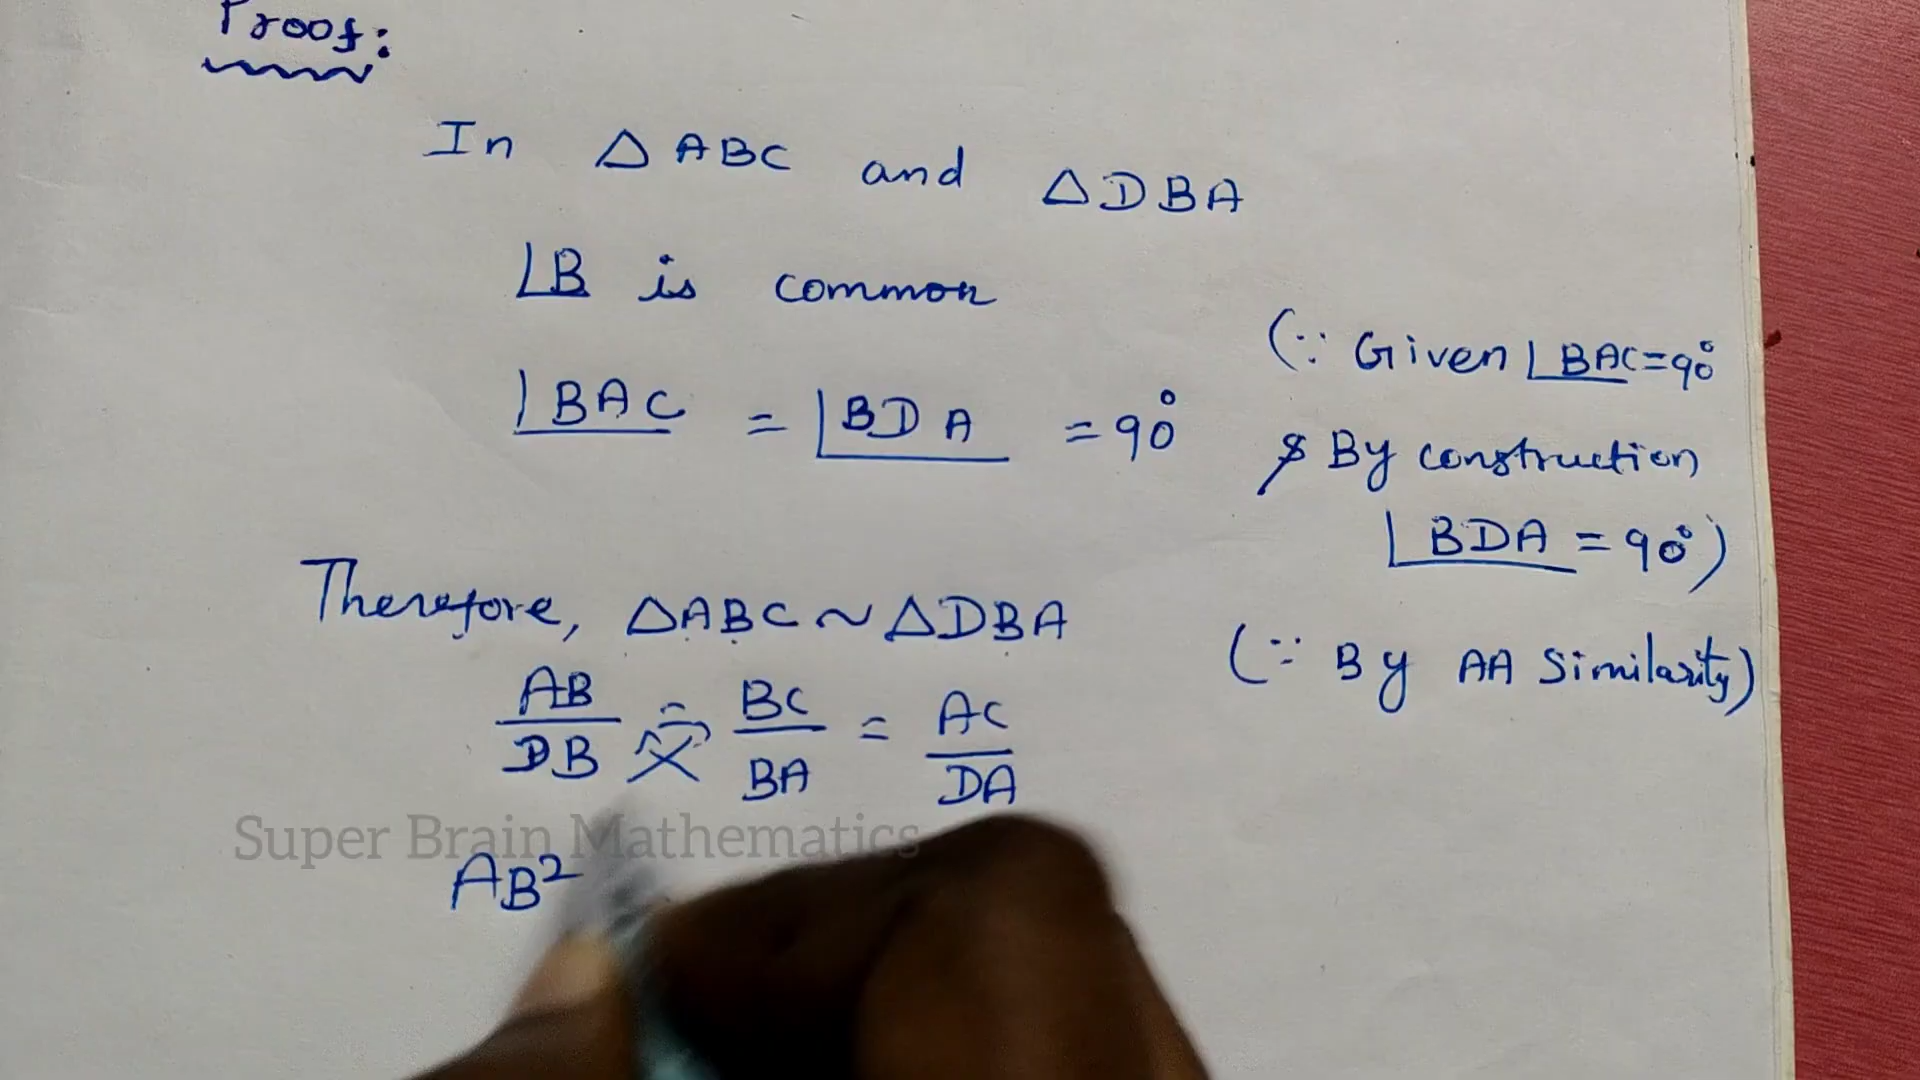 Proof:
In △ABC and △DBA
∠B is common
∠BAC = ∠BDA = 90° (∵ Given ∠BAC=90°
& By construction
∠BDA = 90°)
Therefore, △ABC ~ △DBA
(∵ By AA Similarity)
AB/DB = BC/BA = AC/DA
Super Brain Mathematics
AB²